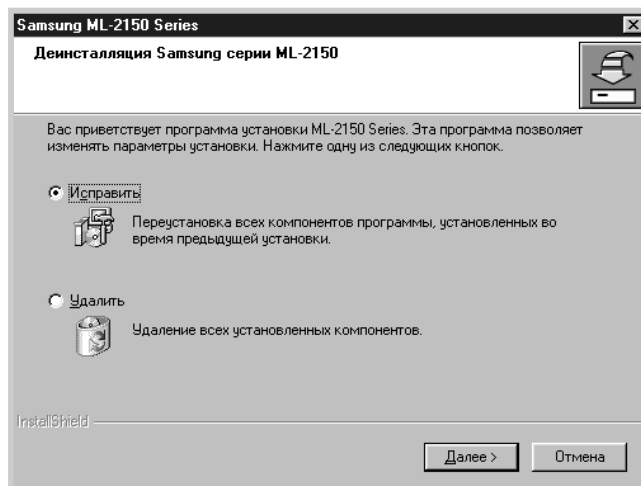 Samsung ML-2150 Series
Деинсталляция Samsung серии ML-2150
Вас приветствует программа установки ML-2150 Series. Эта программа позволяет
изменять параметры установки. Нажмите одну из следующих кнопок.
Исправить
Переустановка всех компонентов программы, установленных во
время предыдущей установки.
Удалить
Удаление всех установленных компонентов.
InstallShield
Далее >
Отмена